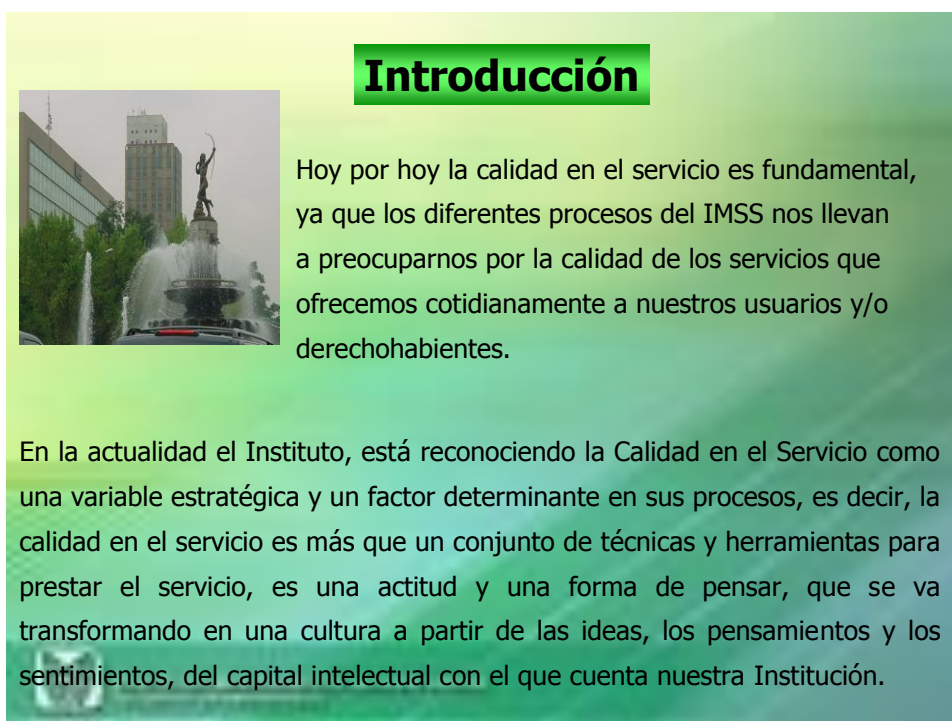 Introducción
Hoy por hoy la calidad en el servicio es fundamental,
ya que los diferentes procesos del IMSS nos llevan
a preocuparnos por la calidad de los servicios que
ofrecemos cotidianamente a nuestros usuarios y/o
derechohabientes.
En la actualidad el Instituto, está reconociendo la Calidad en el Servicio como
una variable estratégica y un factor determinante en sus procesos, es decir, la
calidad en el servicio es más que un conjunto de técnicas y herramientas para
prestar el servicio, es una actitud y una forma de pensar, que se va
transformando en una cultura a partir de las ideas, los pensamientos y los
sentimientos, del capital intelectual con el que cuenta nuestra Institución.